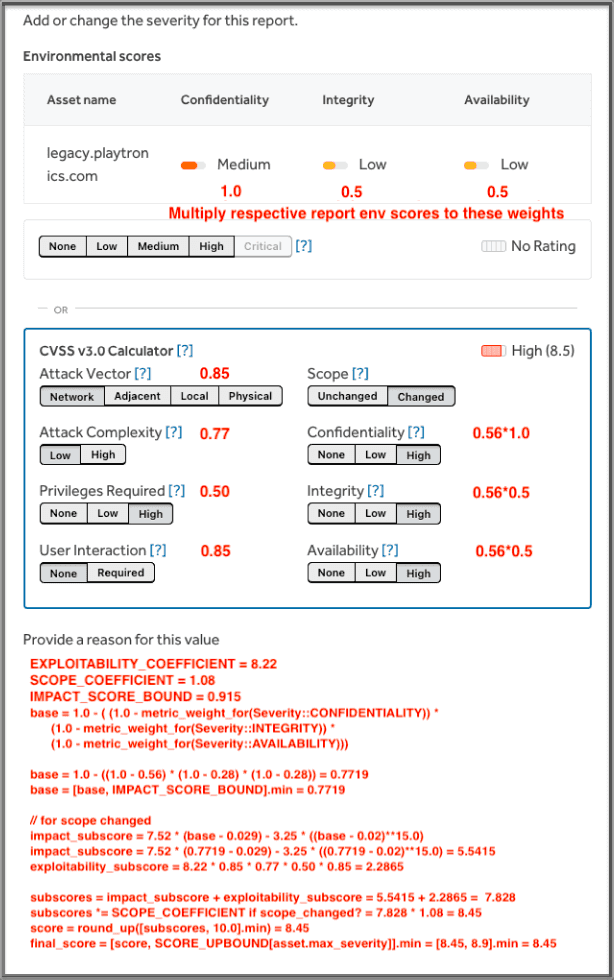 Add or change the severity for this report.
Environmental scores
Asset name Confidentiality Integrity Availability
legacy.playtron
ics.com
Medium Low Low
1.0 0.5 0.5
Multiply respective report env scores to these weights
None Low Medium High Critical [?] No Rating
OR
CVSS v3.0 Calculator [?] High (8.5)
Attack Vector [?] 0.85 Scope [?]
Network Adjacent Local Physical Unchanged Changed
Attack Complexity [?] 0.77 Confidentiality [?] 0.56*1.0
Low High None Low High
Privileges Required [?] 0.50 Integrity [?] 0.56*0.5
None Low High None Low High
User Interaction [?] 0.85 Availability [?] 0.56*0.5
None Required None Low High
Provide a reason for this value
EXPLOITABILITY_COEFFICIENT = 8.22
SCOPE_COEFFICIENT = 1.08
IMPACT_SCORE_BOUND = 0.915
base = 1.0 - ( (1.0 - metric_weight_for(Severity::CONFIDENTIALITY)) *
(1.0 - metric_weight_for(Severity::INTEGRITY)) *
(1.0 - metric_weight_for(Severity::AVAILABILITY)))
base = 1.0 - ((1.0 - 0.56) * (1.0 - 0.28) * (1.0 - 0.28)) = 0.7719
base = [base, IMPACT_SCORE_BOUND].min = 0.7719
// for scope changed
impact_subscore = 7.52 * (base - 0.029) - 3.25 * ((base - 0.02)**15.0)
impact_subscore = 7.52 * (0.7719 - 0.029) - 3.25 * ((0.7719 - 0.02)**15.0) = 5.5415
exploitability_subscore = 8.22 * 0.85 * 0.77 * 0.50 * 0.85 = 2.2865
subscores = impact_subscore + exploitability_subscore = 5.5415 + 2.2865 = 7.828
subscores *= SCOPE_COEFFICIENT if scope_changed? = 7.828 * 1.08 = 8.45
score = round_up([subscores, 10.0].min) = 8.45
final_score = [score, SCORE_UPBOUND[asset.max_severity]].min = [8.45, 8.9].min = 8.45